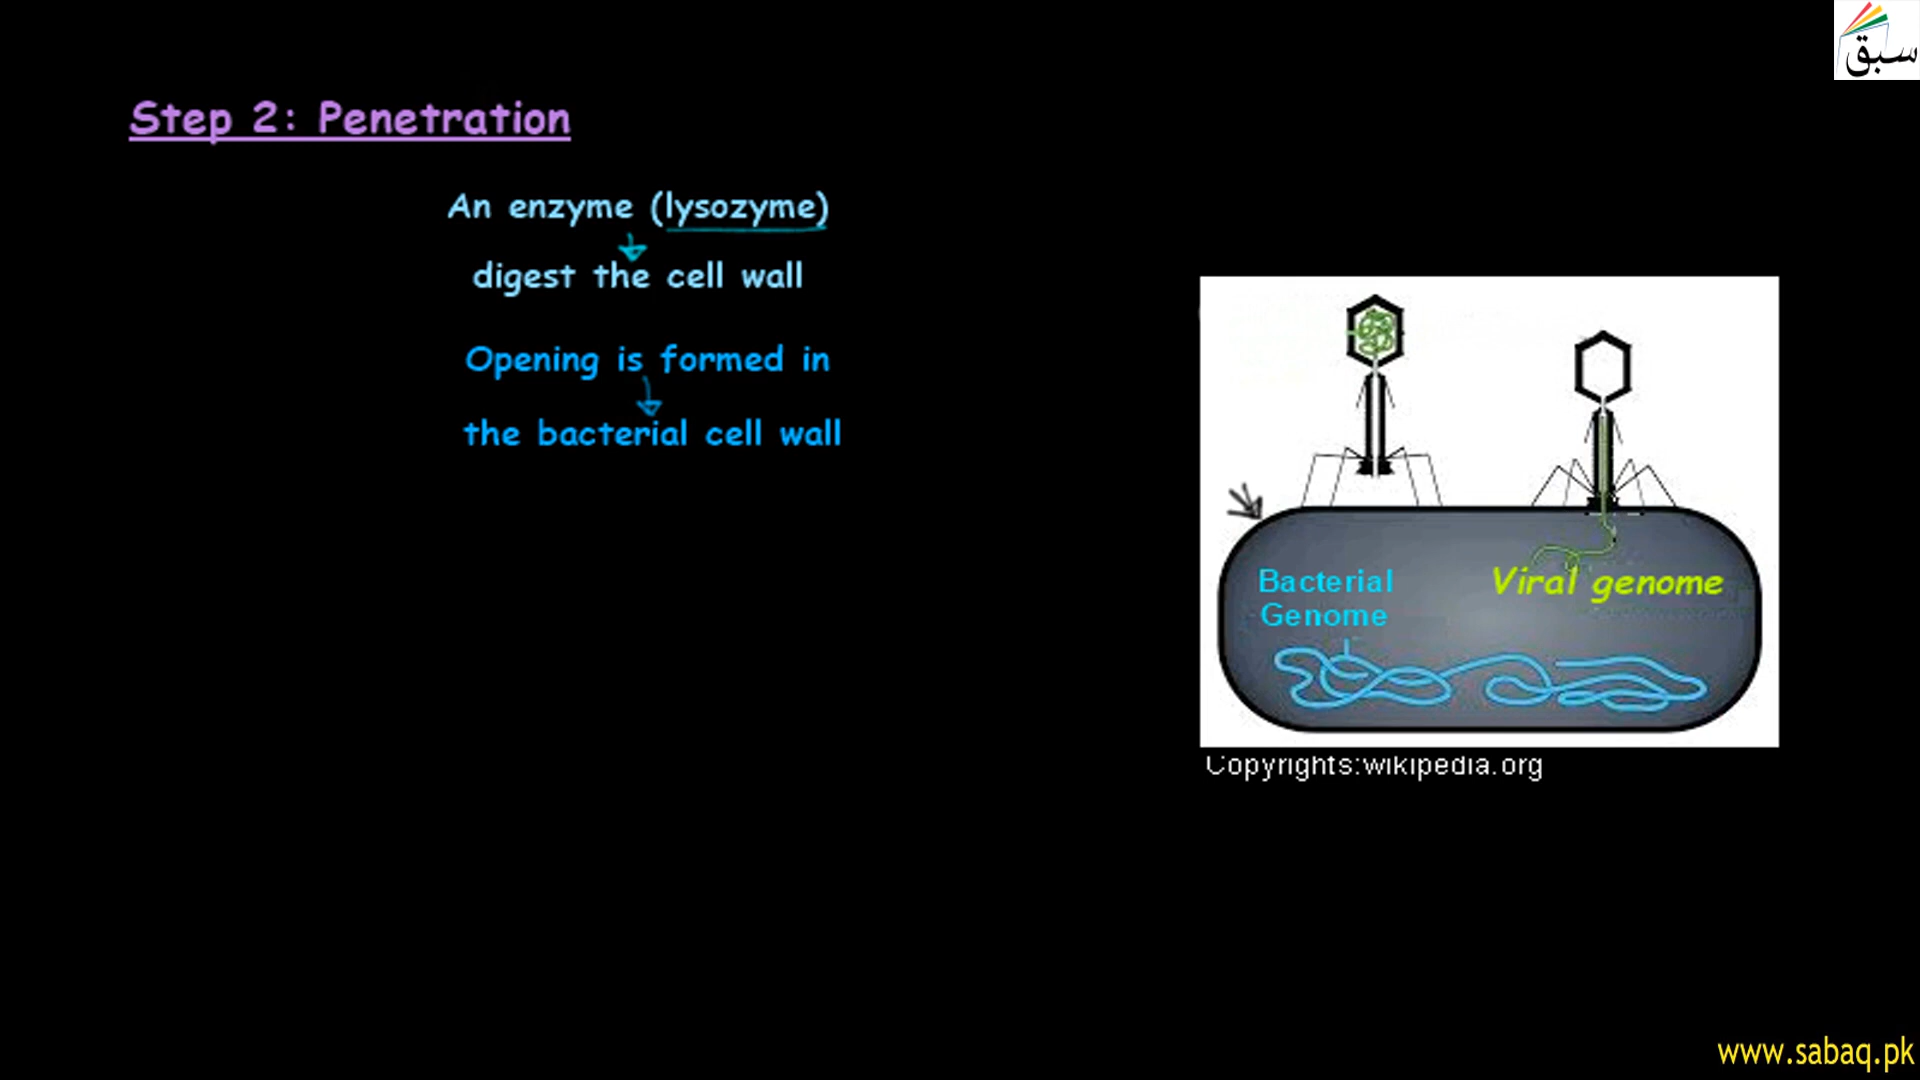 سبق
Step 2: Penetration
An enzyme (lysozyme)
digest the cell wall
Opening is formed in
the bacterial cell wall
Bacterial
Genome
Viral genome
Copyrights:wikipedia.org
www.sabaq.pk